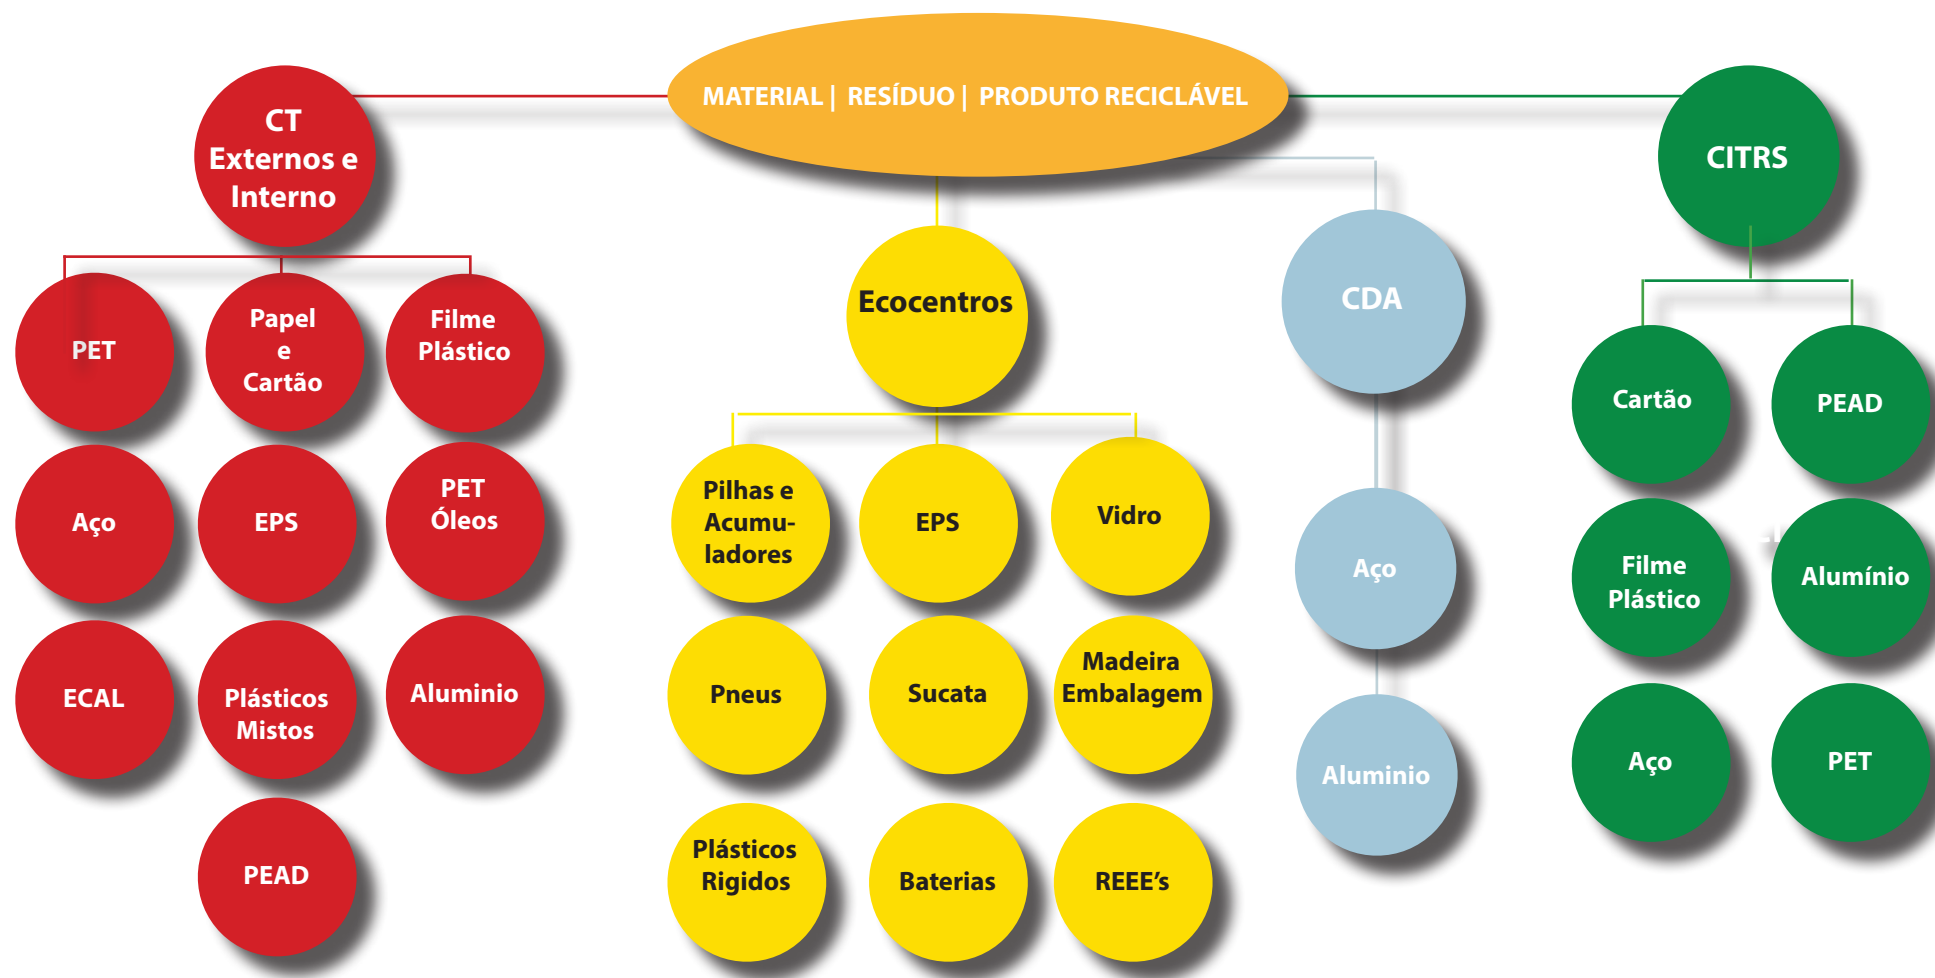 MATERIAL | RESÍDUO | PRODUTO RECICLÁVEL
CT
Externos e
Interno
PET
Papel
e
Cartão
Filme
Plástico
Aço
EPS
PET
Óleos
ECAL
Plásticos
Mistos
Aluminio
PEAD
Ecocentros
Pilhas e
Acumu-
ladores
EPS
Vidro
Pneus
Sucata
Madeira
Embalagem
Plásticos
Rigidos
Baterias
REEE's
CDA
Aço
Aluminio
CITRS
Cartão
PEAD
Filme
Plástico
Alumínio
Aço
PET